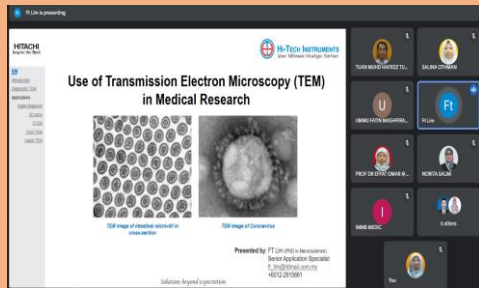 Ft Lim is presenting
HITACHI
Inspire the Next
HI-TECH INSTRUMENTS
Use of Transmission Electron Microscopy (TEM)
in Medical Research
TEM image of intestinal microvilli in
cross-section
TEM image of Coronavirus
Presented by: FT Lim (PhD in Neuroscience)
Senior Application Specialist
Solutions beyond expectation
TUAN MUHD HAFIDZ TU...
SALINA OTHMAN
U
UMMU FATIN MAGHFIRA...
Ft
Ft Lim
PROF DR EFFAT OMAR @...
NORITA SALIM
I
IMMB MEDIC
6 others
You